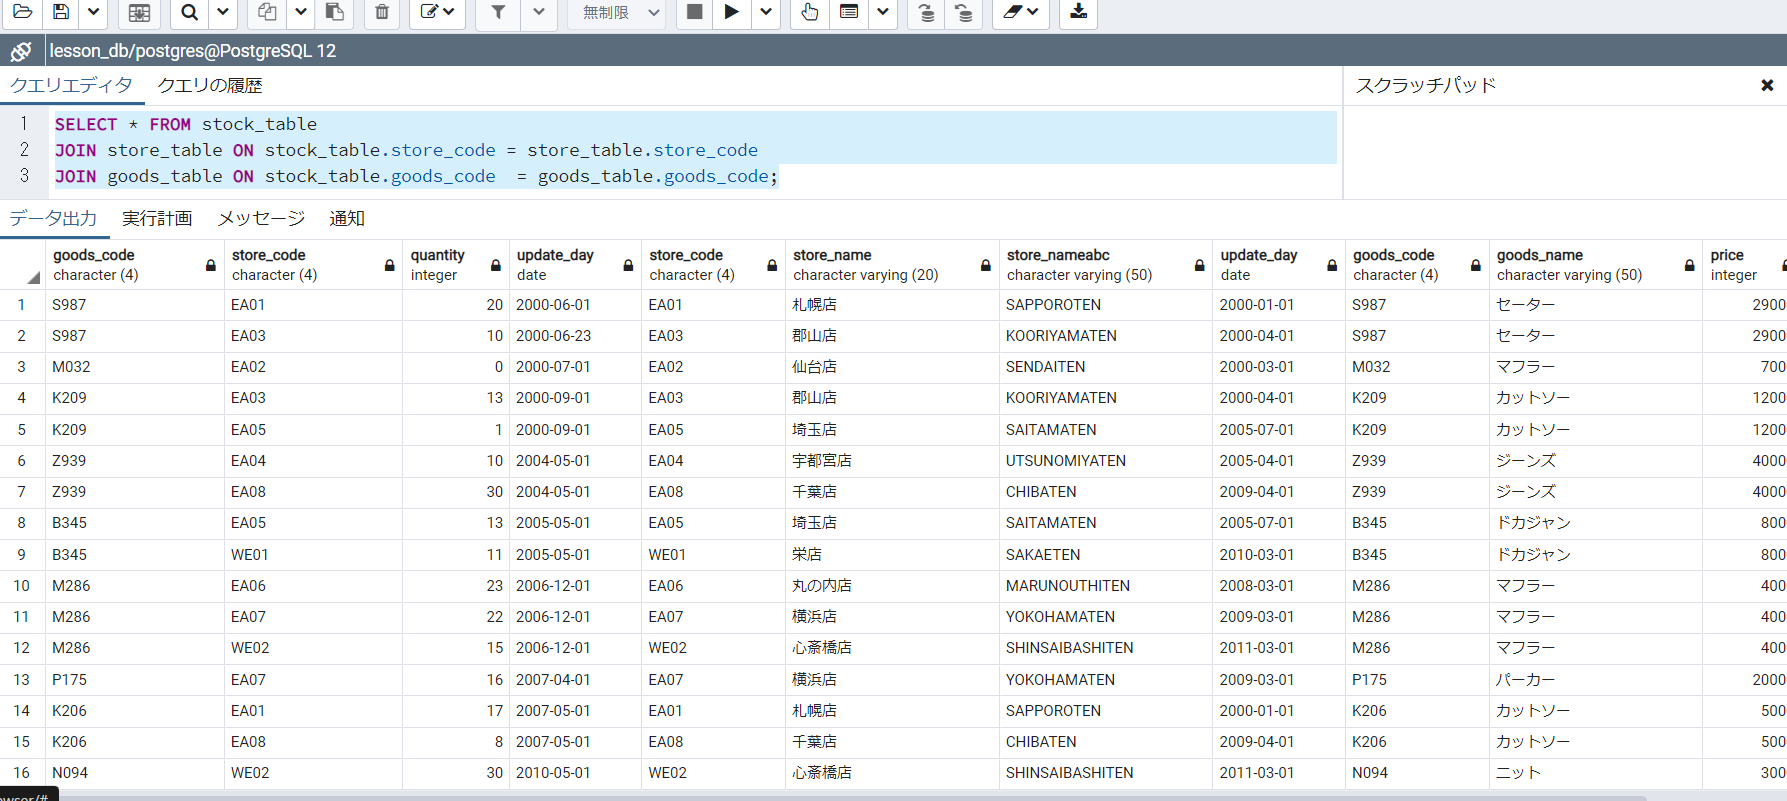 無制限
lesson_db/postgres@PostgreSQL 12
クエリエディタ クエリの履歴 スクラッチパッド
1 SELECT * FROM stock_table
2 JOIN store_table ON stock_table.store_code = store_table.store_code
3 JOIN goods_table ON stock_table.goods_code  = goods_table.goods_code;
データ出力 実行計画 メッセージ 通知
goods_code store_code quantity update_day store_code store_name store_nameabc update_day goods_code goods_name price
character (4) character (4) integer date character (4) character varying (20) character varying (50) date character (4) character varying (50) integer
1 S987 EA01 20 2000-06-01 EA01 札幌店 SAPPOROTEN 2000-01-01 S987 セーター 2900
2 S987 EA03 10 2000-06-23 EA03 郡山店 KOORIYAMATEN 2000-04-01 S987 セーター 2900
3 M032 EA02 0 2000-07-01 EA02 仙台店 SENDAITEN 2000-03-01 M032 マフラー 700
4 K209 EA03 13 2000-09-01 EA03 郡山店 KOORIYAMATEN 2000-04-01 K209 カットソー 1200
5 K209 EA05 1 2000-09-01 EA05 埼玉店 SAITAMATEN 2005-07-01 K209 カットソー 1200
6 Z939 EA04 10 2004-05-01 EA04 宇都宮店 UTSUNOMIYATEN 2005-04-01 Z939 ジーンズ 4000
7 Z939 EA08 30 2004-05-01 EA08 千葉店 CHIBATEN 2009-04-01 Z939 ジーンズ 4000
8 B345 EA05 13 2005-05-01 EA05 埼玉店 SAITAMATEN 2005-07-01 B345 ドカジャン 800
9 B345 WE01 11 2005-05-01 WE01 栄店 SAKAETEN 2010-03-01 B345 ドカジャン 800
10 M286 EA06 23 2006-12-01 EA06 丸の内店 MARUNOUTHITEN 2008-03-01 M286 マフラー 400
11 M286 EA07 22 2006-12-01 EA07 横浜店 YOKOHAMATEN 2009-03-01 M286 マフラー 400
12 M286 WE02 15 2006-12-01 WE02 心斎橋店 SHINSAIBASHITEN 2011-03-01 M286 マフラー 400
13 P175 EA07 16 2007-04-01 EA07 横浜店 YOKOHAMATEN 2009-03-01 P175 パーカー 2000
14 K206 EA01 17 2007-05-01 EA01 札幌店 SAPPOROTEN 2000-01-01 K206 カットソー 500
15 K206 EA08 8 2007-05-01 EA08 千葉店 CHIBATEN 2009-04-01 K206 カットソー 500
16 N094 WE02 30 2010-05-01 WE02 心斎橋店 SHINSAIBASHITEN 2011-03-01 N094 ニット 300